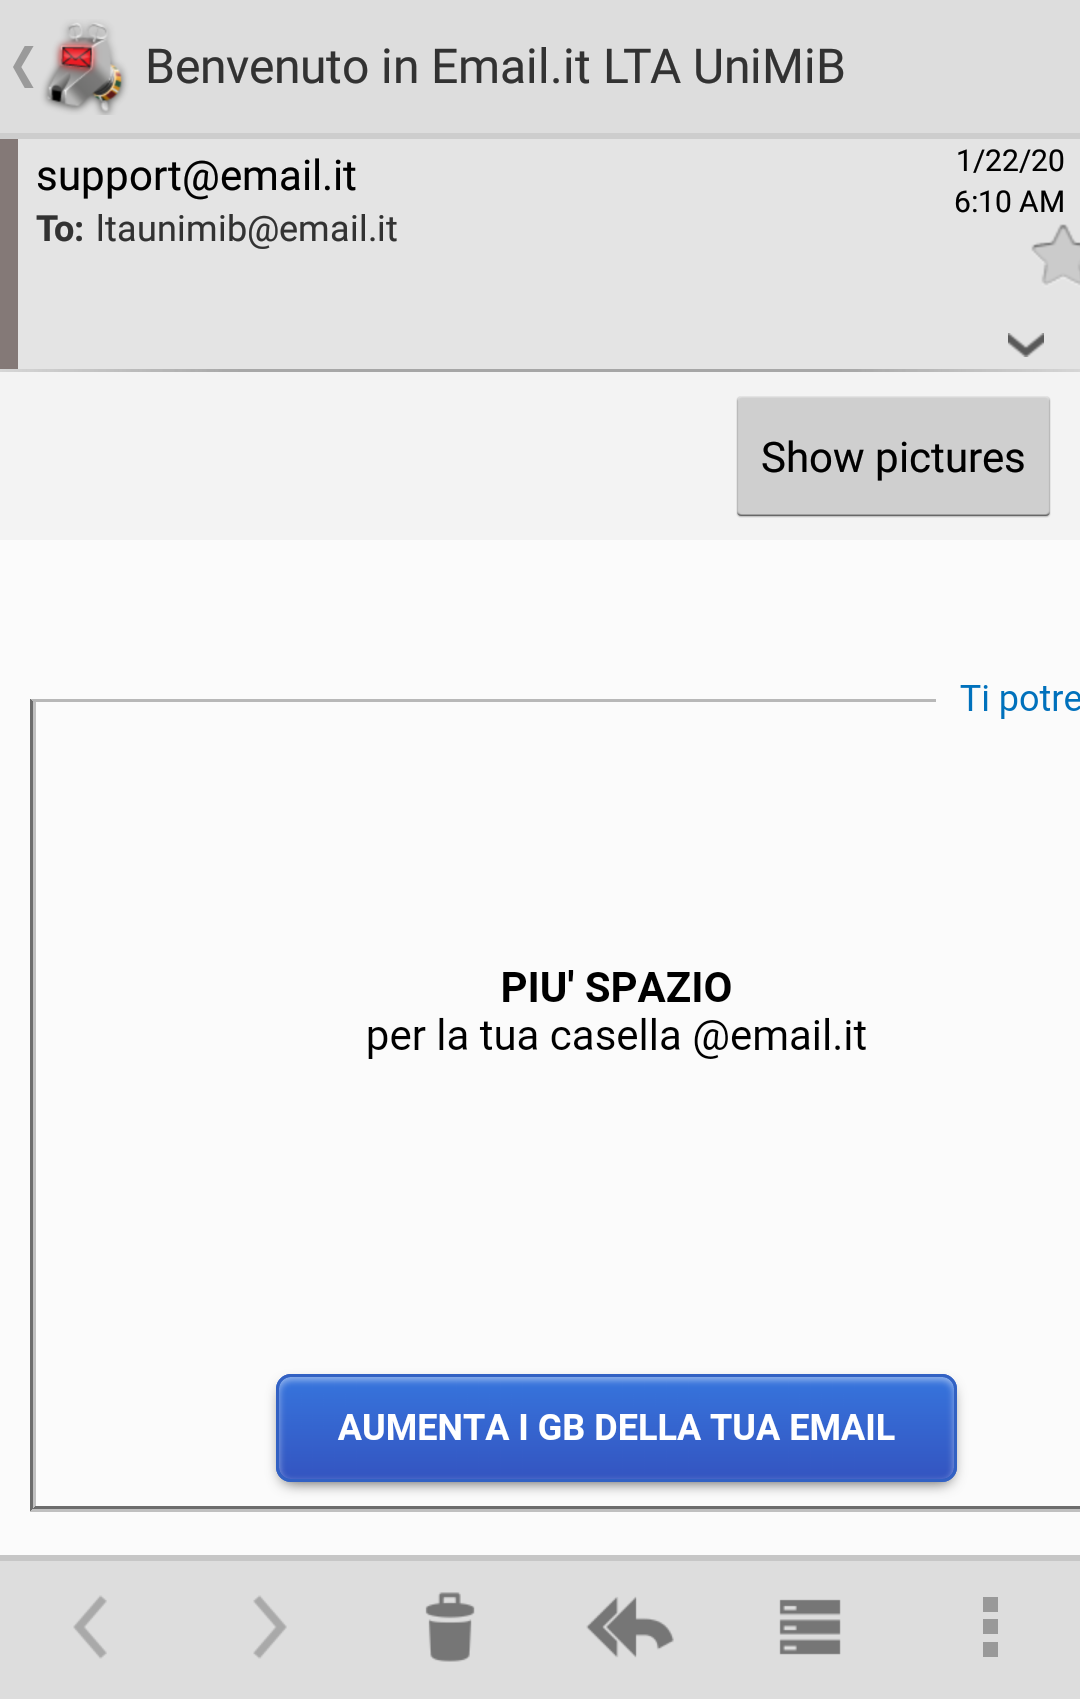 Benvenuto in Email.it LTA UniMiB
support@email.it
1/22/20
To: ltaunimib@email.it
6:10 AM
Show pictures
Ti potre
PIU' SPAZIO
per la tua casella @email.it
AUMENTA I GB DELLA TUA EMAIL